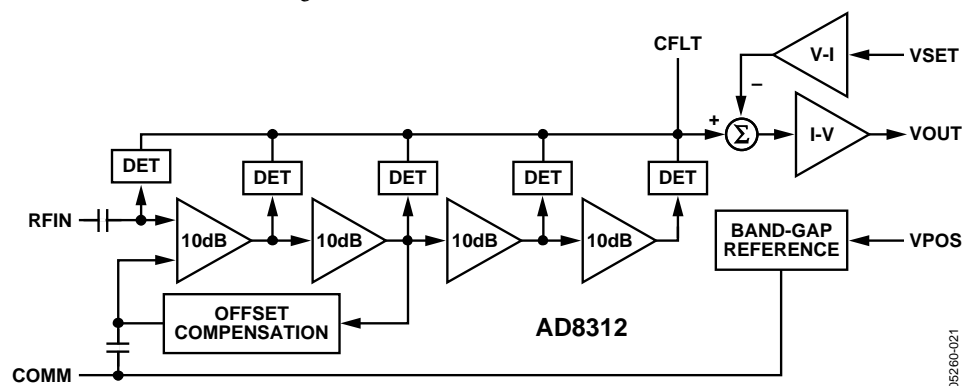 g
CFLT
V-I
VSET
–
+
Σ
I-V
VOUT
DET
DET
DET
DET
DET
RFIN
10dB
10dB
10dB
10dB
BAND-GAP
REFERENCE
VPOS
OFFSET
COMPENSATION
AD8312
COMM
05260-021